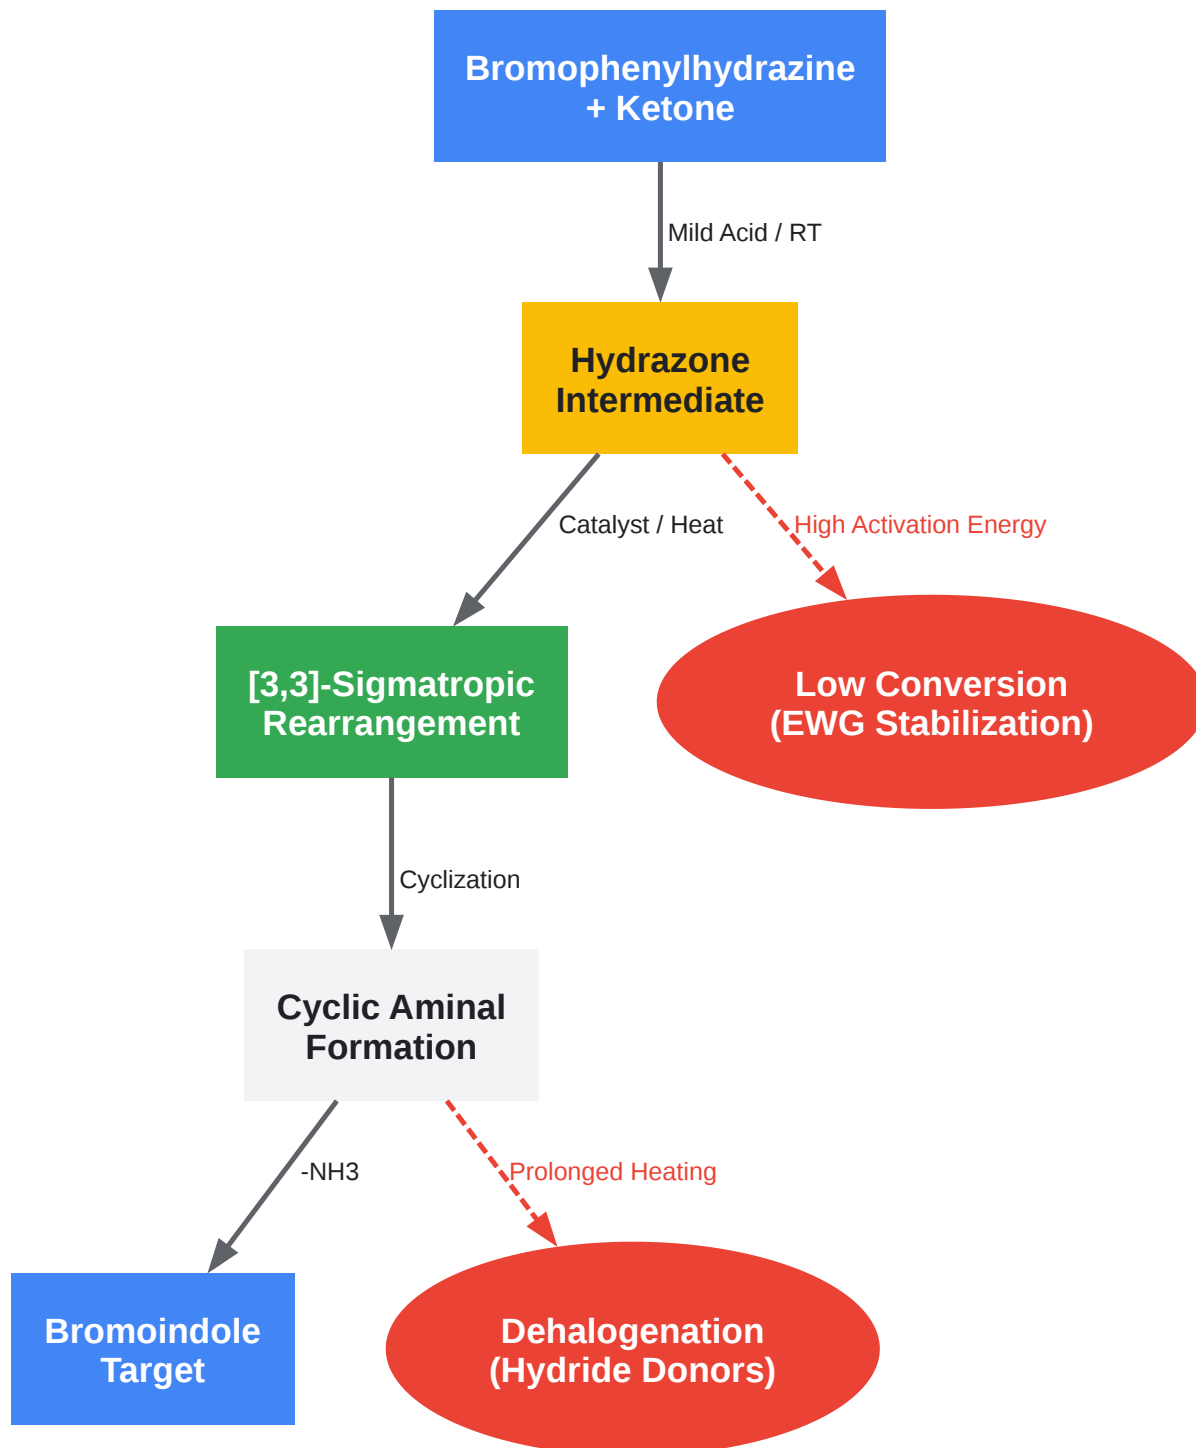 Bromophenylhydrazine
+ Ketone
Mild Acid / RT
Hydrazone
Intermediate
Catalyst / Heat
High Activation Energy
[3,3]-Sigmatropic
Rearrangement
Low Conversion
(EWG Stabilization)
Cyclization
Cyclic Aminal
Formation
-NH3
Prolonged Heating
Bromoindole
Target
Dehalogenation
(Hydride Donors)